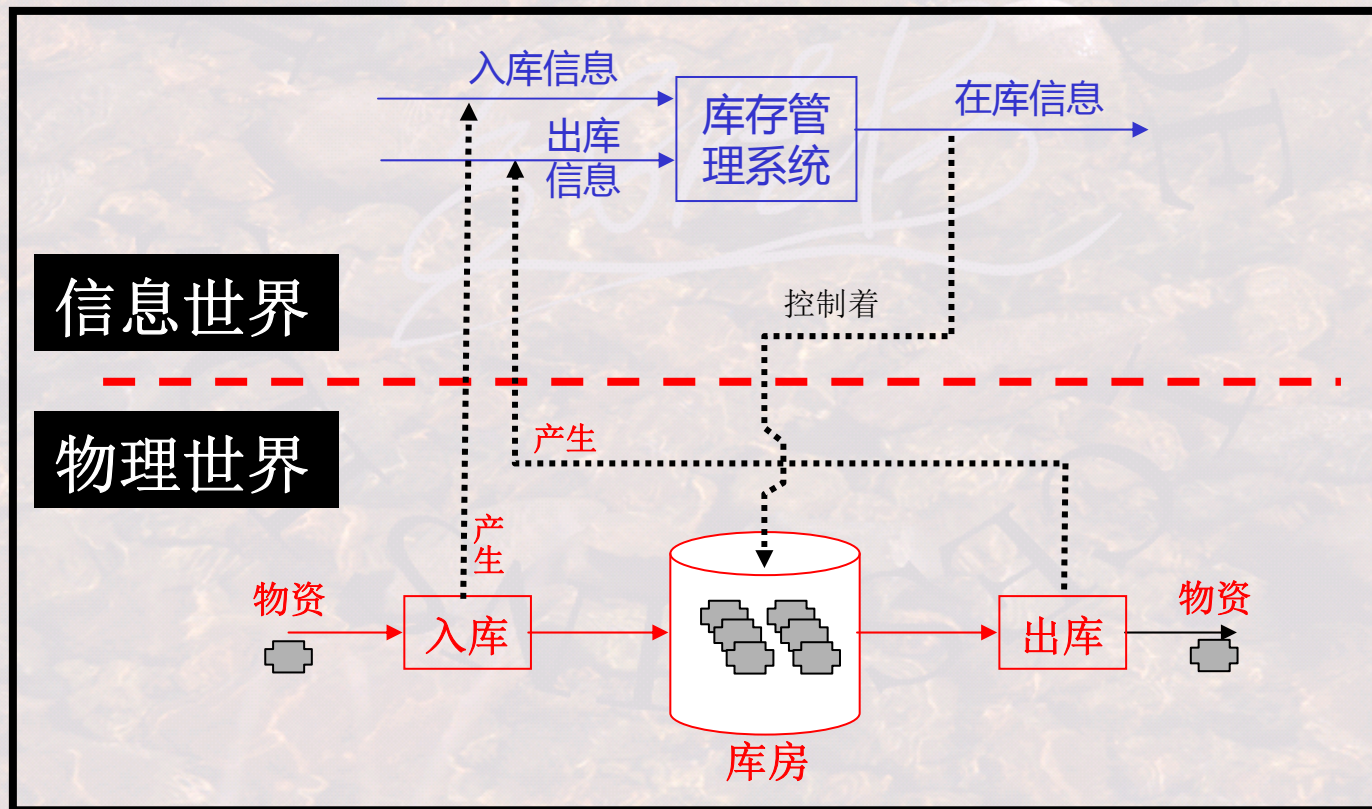 入库信息
出库
信息
库存管
理系统
在库信息
信息世界
控制着
物理世界
产生
产
生
物资
入库
出库
物资
库房